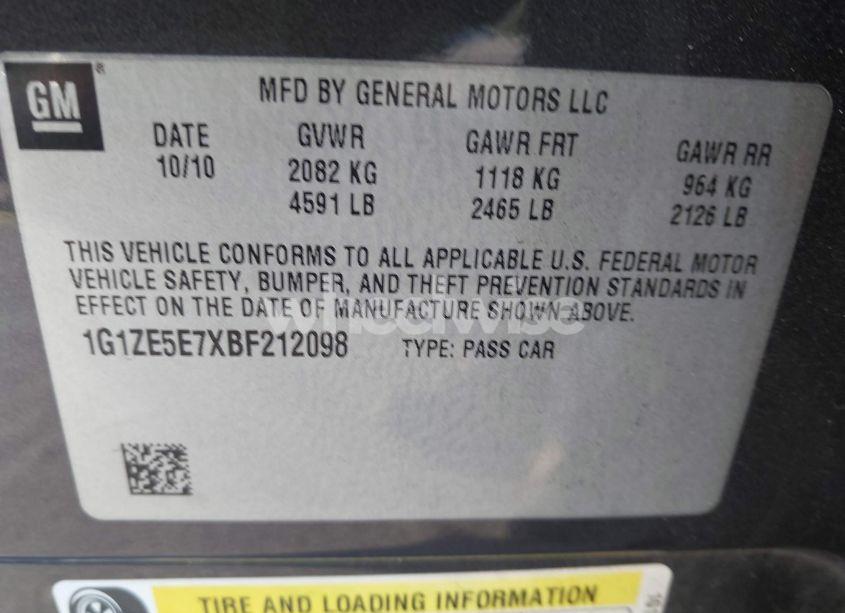 GM®
MFD BY GENERAL MOTORS LLC
DATE GVWR GAWR FRT GAWR RR
10/10 2082 KG 1118 KG 964 KG
4591 LB 2465 LB 2126 LB
THIS VEHICLE CONFORMS TO ALL APPLICABLE U.S. FEDERAL MOTOR
VEHICLE SAFETY, BUMPER, AND THEFT PREVENTION STANDARDS IN
EFFECT ON THE DATE OF MANUFACTURE SHOWN ABOVE.
wheelwise
1G1ZE5E7XBF212098 TYPE: PASS CAR
TIRE AND LOADING INFORMATION